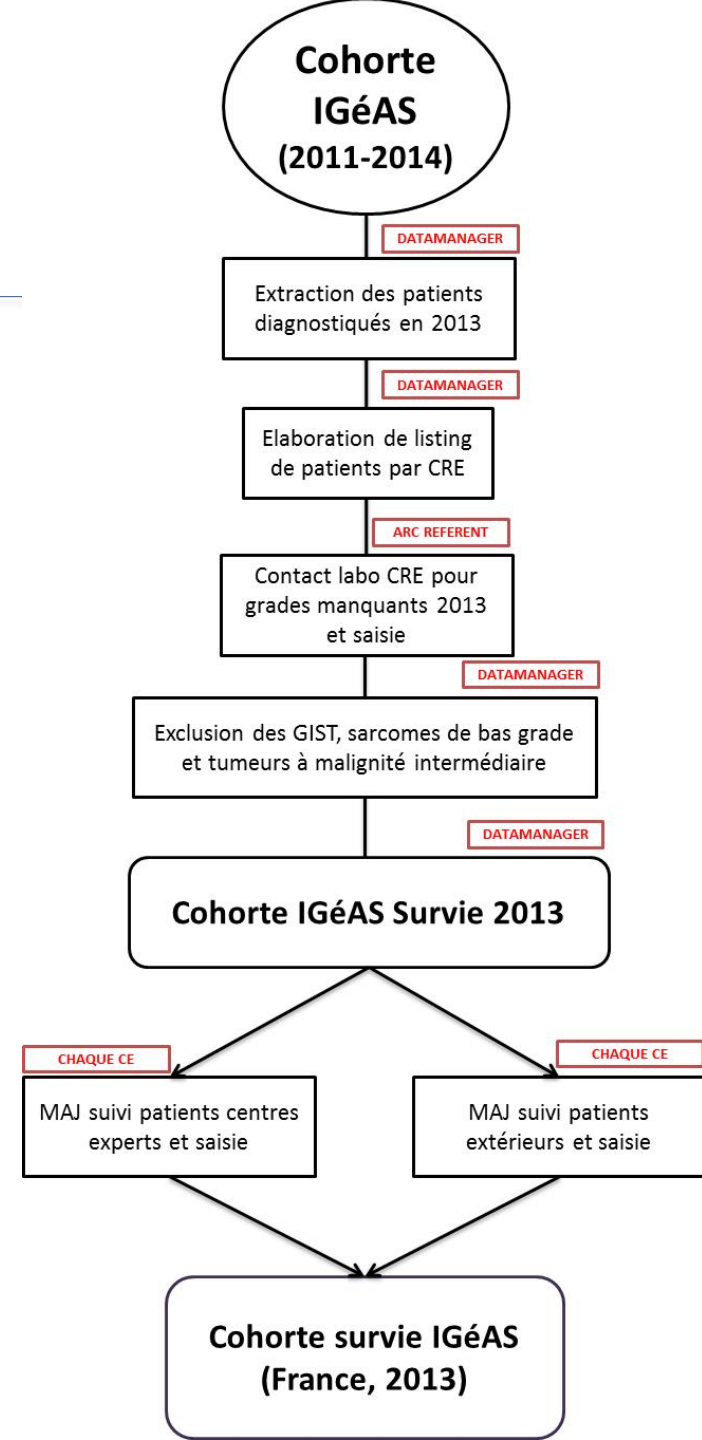 Cohorte
IGéAS
(2011-2014)
DATAMANAGER
Extraction des patients
diagnostiqués en 2013
DATAMANAGER
Elaboration de listing
de patients par CRE
ARC REFERENT
Contact labo CRE pour
grades manquants 2013
et saisie
DATAMANAGER
Exclusion des GIST, sarcomes de bas grade
et tumeurs à malignité intermédiaire
DATAMANAGER
Cohorte IGéAS Survie 2013
CHAQUE CE
MAJ suivi patients centres
experts et saisie
CHAQUE CE
MAJ suivi patients
extérieurs et saisie
Cohorte survie IGéAS
(France, 2013)